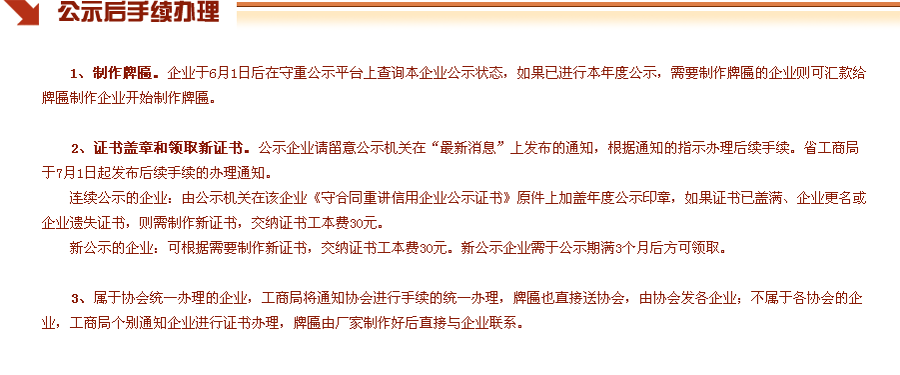 公示后手续办理
1、制作牌匾。企业于6月1日后在守重公示平台上查询本企业公示状态，如果已进行本年度公示，需要制作牌匾的企业则可汇款给
牌匾制作企业开始制作牌匾。
2、证书盖章和领取新证书。公示企业请留意公示机关在“最新消息”上发布的通知，根据通知的指示办理后续手续。省工商局
于7月1日起发布后续手续的办理通知。
连续公示的企业：由公示机关在该企业《守合同重讲信用企业公示证书》原件上加盖年度公示印章，如果证书已盖满、企业更名或
企业遗失证书，则需制作新证书，交纳证书工本费30元。
新公示的企业：可根据需要制作新证书，交纳证书工本费30元。新公示企业需于公示期满3个月后方可领取。
3、属于协会统一办理的企业，工商局将通知协会进行手续的统一办理，牌匾也直接送协会，由协会发各企业；不属于各协会的企
业，工商局个别通知企业进行证书办理，牌匾由厂家制作好后直接与企业联系。